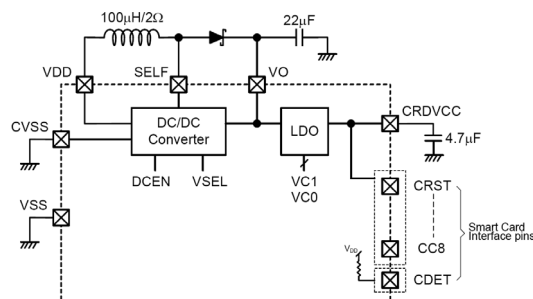 100µH/2Ω
22µF
VDD
SELF
VO
CVSS
DC/DC
Converter
LDO
CRDVCC
4.7µF
DCEN
VSEL
VC1
VC0
CRST
VSS
Smart Card
Interface pins
CC8
VDD
CDET